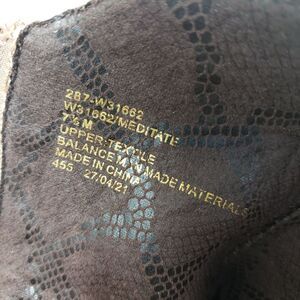 287-W31662
W31662/MEDITATE
7½ M
UPPER:TEXTILE
BALANCE MAN MADE MATERIALS
MADE IN CHINA
455 27/04/21